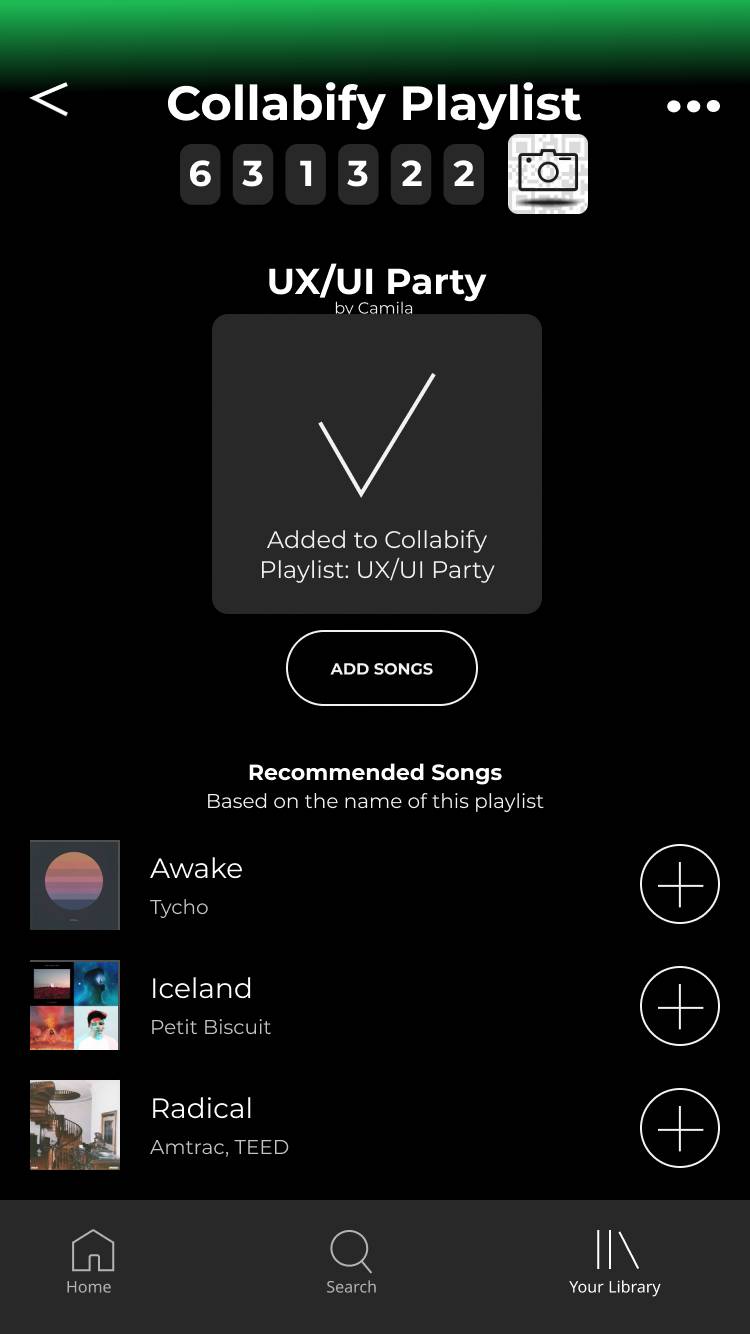 Collabify Playlist
6 3 1 3 2 2
UX/UI Party
by Camila
Added to Collabify
Playlist: UX/UI Party
ADD SONGS
Recommended Songs
Based on the name of this playlist
Awake
Tycho
Iceland
Petit Biscuit
Radical
Amtrac, TEED
Home
Search
Your Library